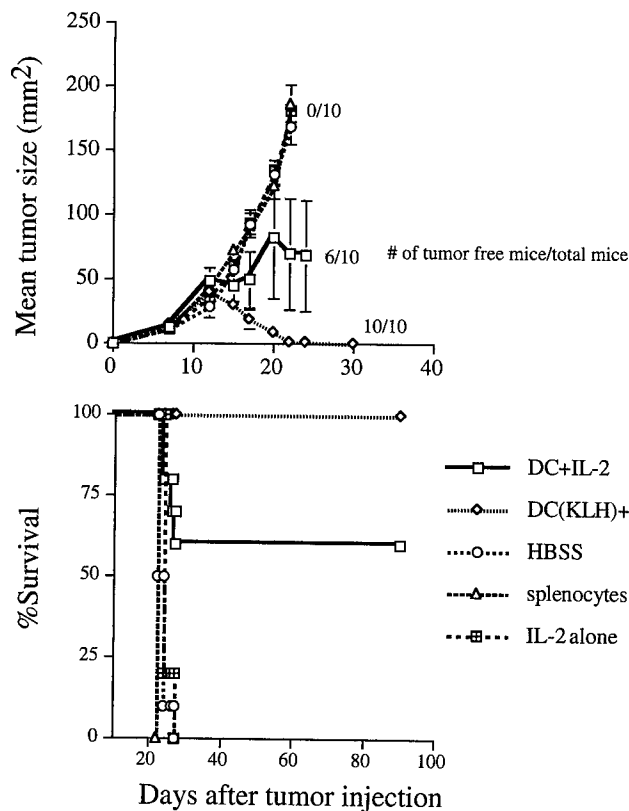 250
200
150
100
50
0
Mean tumor size (mm2)
0/10
6/10
# of tumor free mice/total mice
10/10
0 10 20 30 40
100
75
50
25
0
%Survival
20 40 60 80 100
Days after tumor injection
DC+IL-2
DC(KLH)+
HBSS
splenocytes
IL-2 alone